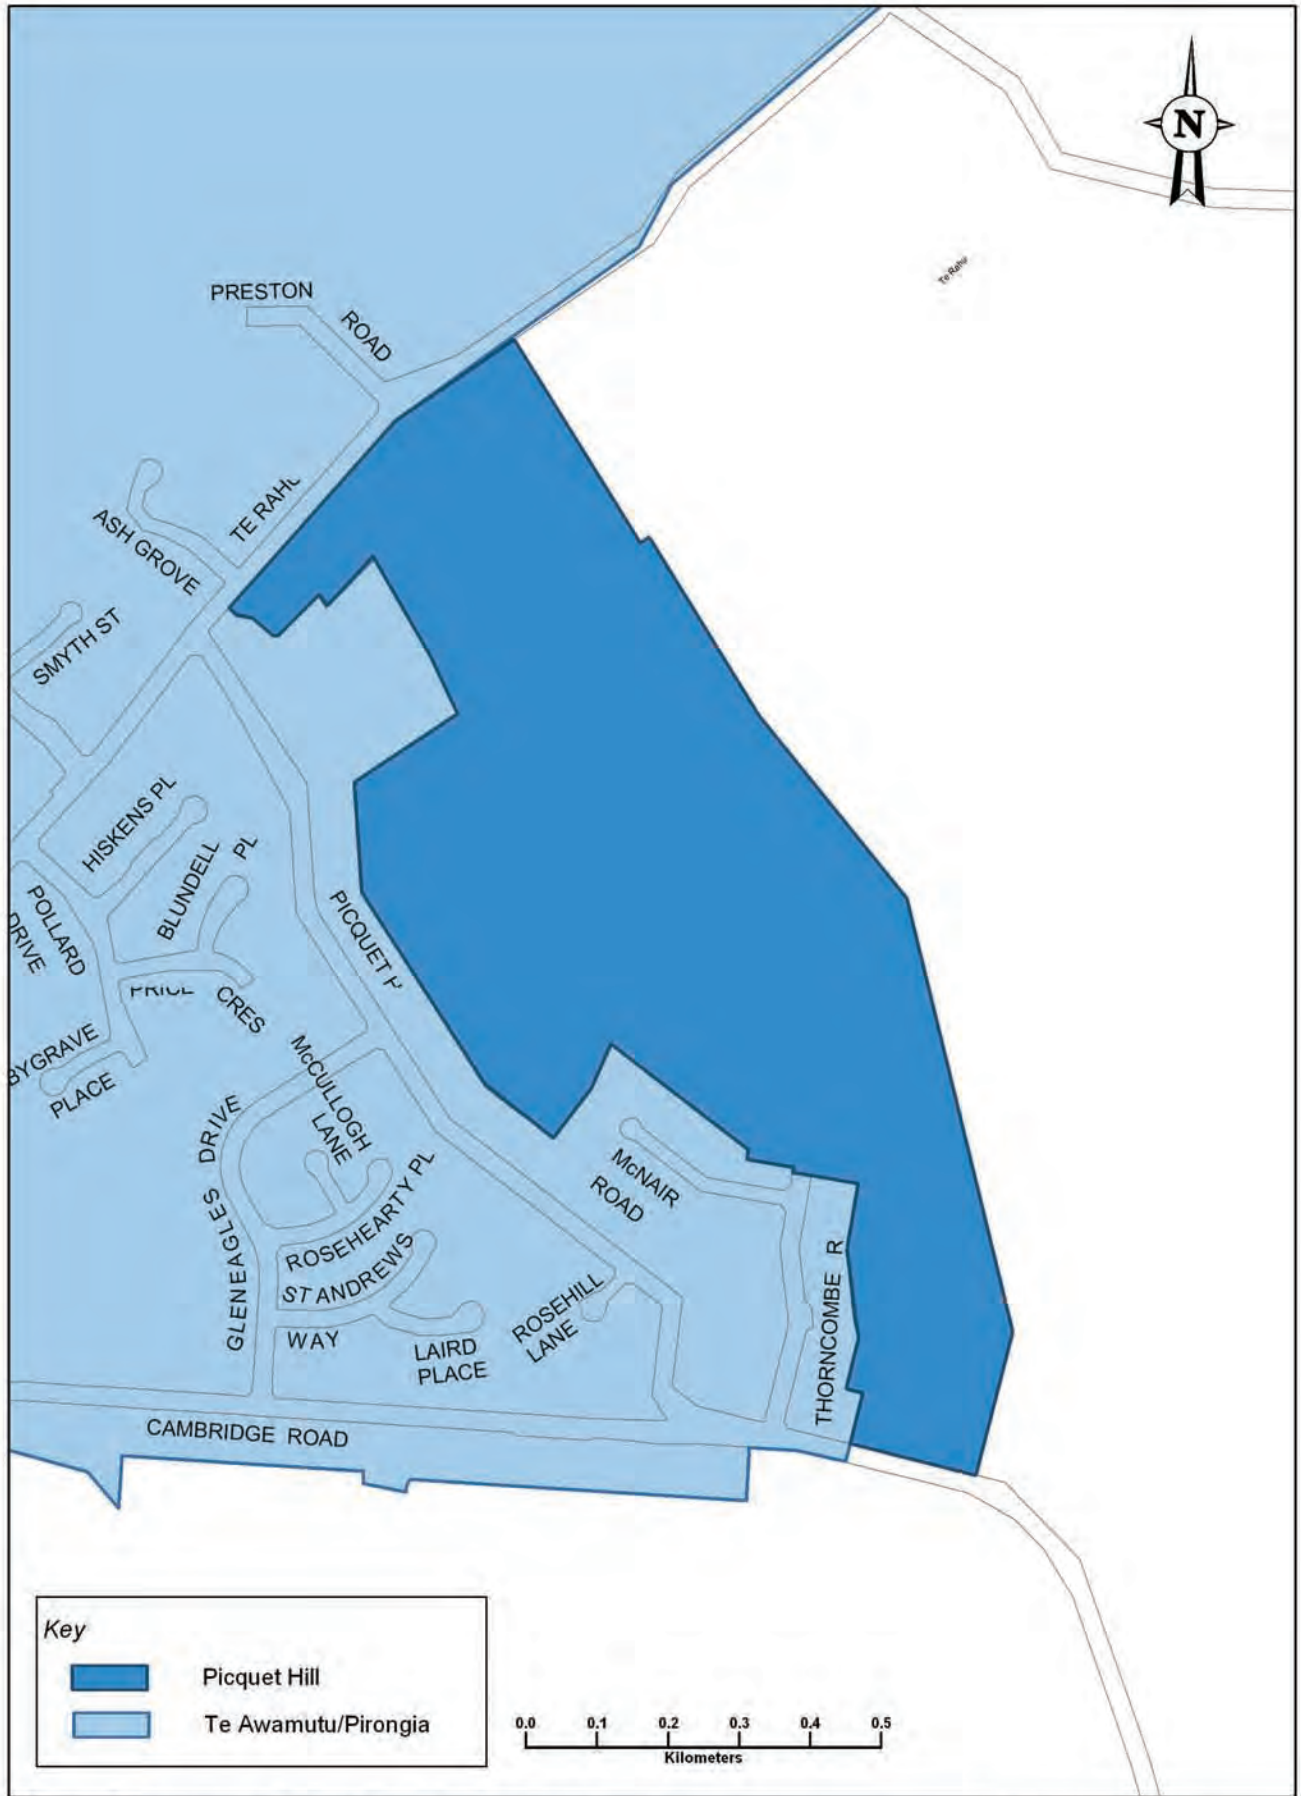 N
Te Rahu
PRESTON
ROAD
TE RAHU
ASH GROVE
SMYTH ST
HISKENS PL
BLUNDELL PL
POLLARD
DRIVE
PICQUET H
PRICE CRES
BYGRAVE
PLACE
McCULLOGH
LANE
GLENEAGLES DRIVE
ROSEHEARTY PL
ST ANDREWS
WAY
McNAIR
ROAD
ROSEHILL
LANE
LAIRD
PLACE
THORNCOMBE R
CAMBRIDGE ROAD
Key
Picquet Hill
Te Awamutu/Pirongia
0.0 0.1 0.2 0.3 0.4 0.5
Kilometers